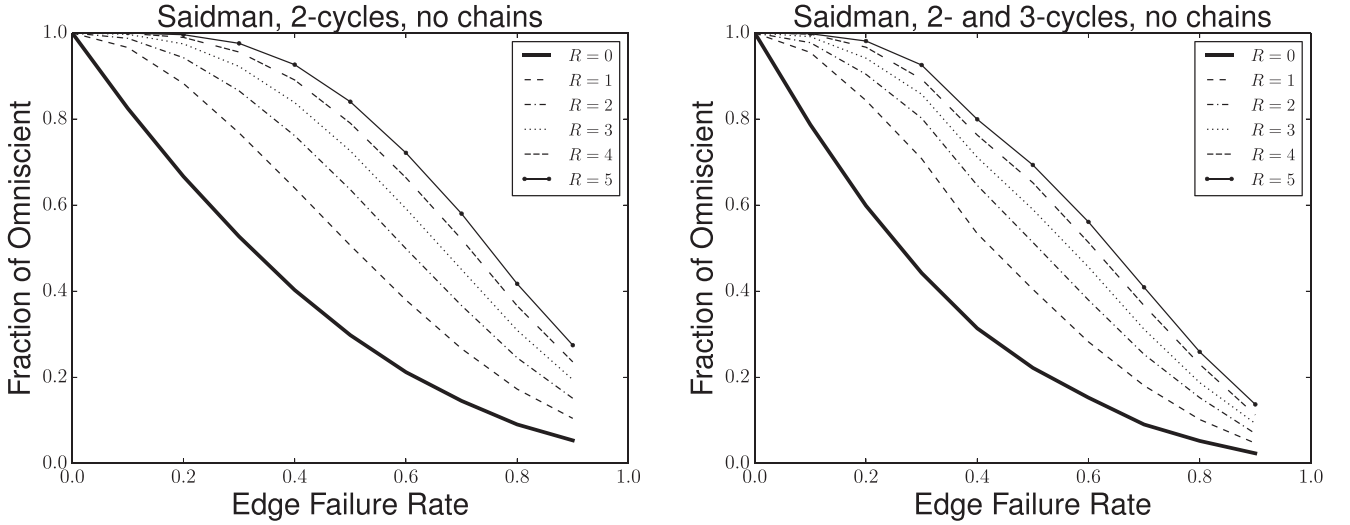 Saidman, 2-cycles, no chains
1.0
0.8
0.6
0.4
0.2
0.0
Fraction of Omniscient
R = 0
R = 1
R = 2
R = 3
R = 4
R = 5
0.0 0.2 0.4 0.6 0.8 1.0
Edge Failure Rate
Saidman, 2- and 3-cycles, no chains
1.0
0.8
0.6
0.4
0.2
0.0
Fraction of Omniscient
R = 0
R = 1
R = 2
R = 3
R = 4
R = 5
0.0 0.2 0.4 0.6 0.8 1.0
Edge Failure Rate